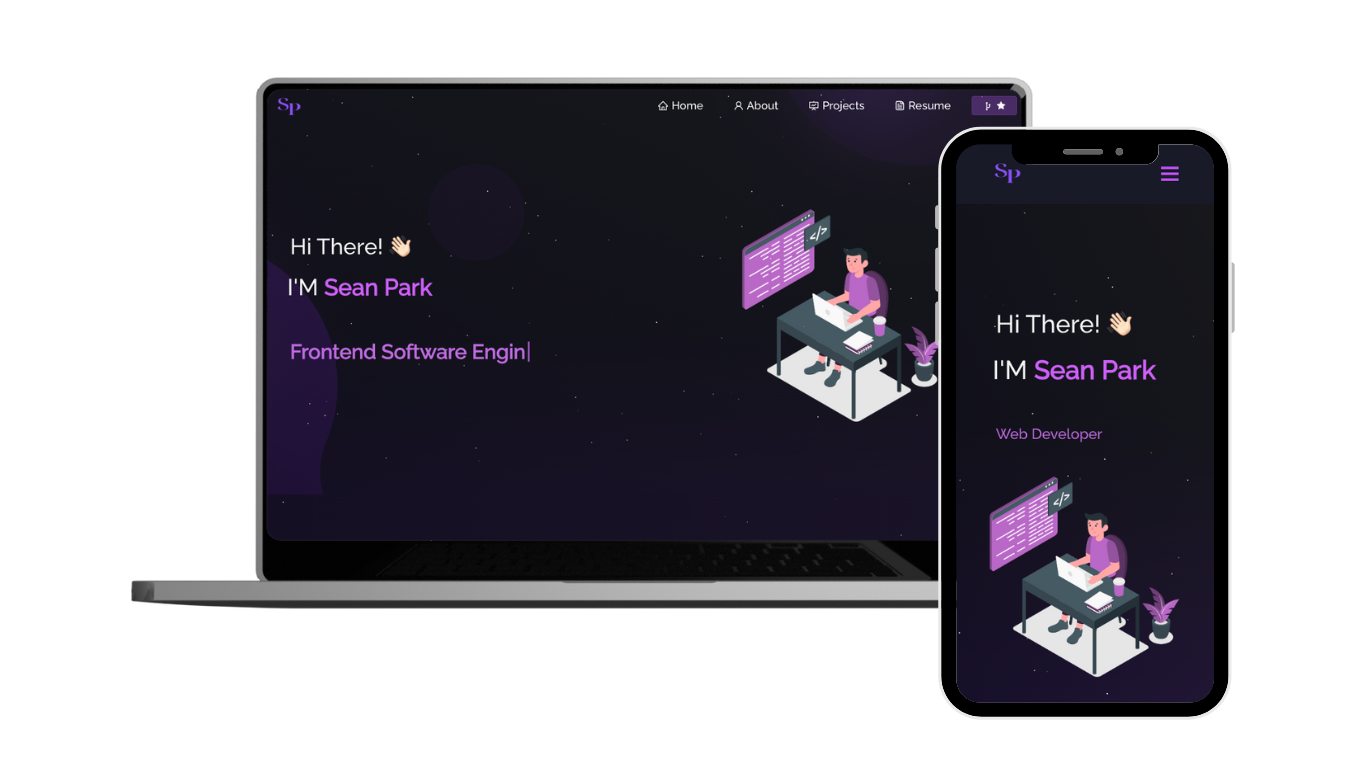 Sp
Home About Projects Resume
Hi There! 👋🏻
I'M Sean Park
Frontend Software Engin|
</>
Sp
Hi There! 👋🏻
I'M Sean Park
Web Developer
</>